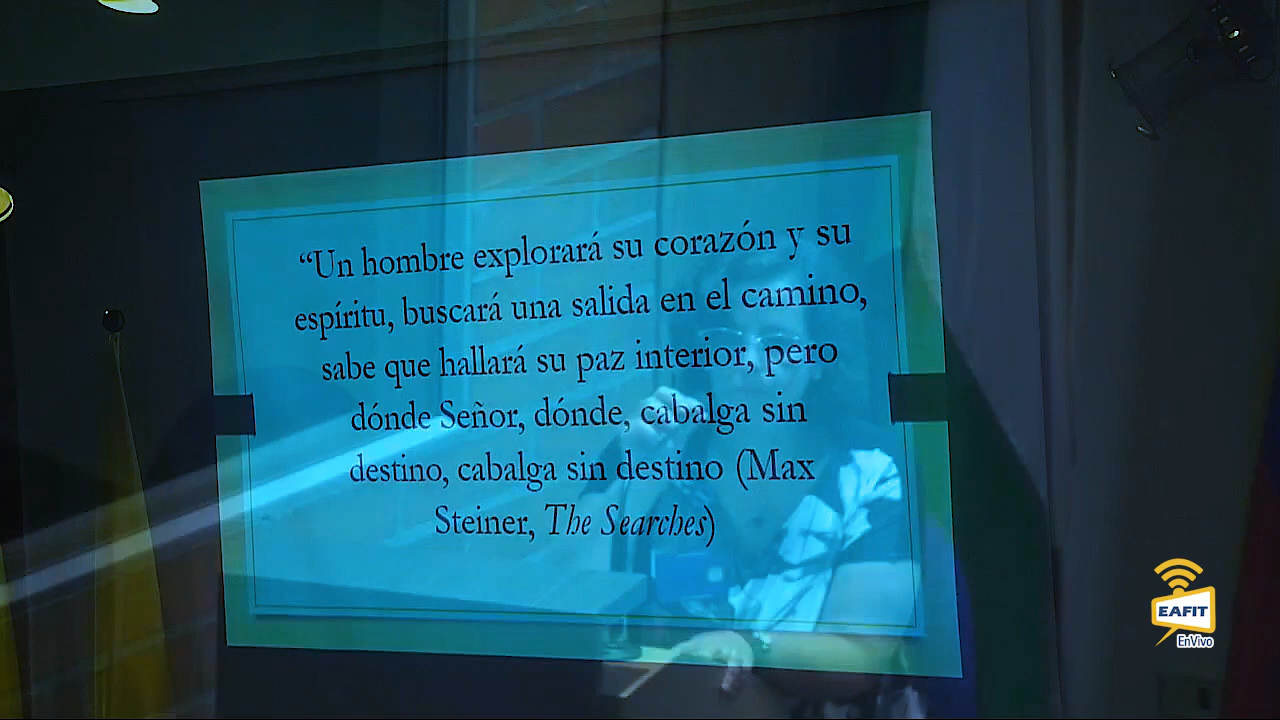 “Un hombre explorará su corazón y su
espíritu, buscará una salida en el camino,
sabe que hallará su paz interior, pero
dónde Señor, dónde, cabalga sin
destino, cabalga sin destino (Max
Steiner, The Searches)
EAFIT
EnVivo